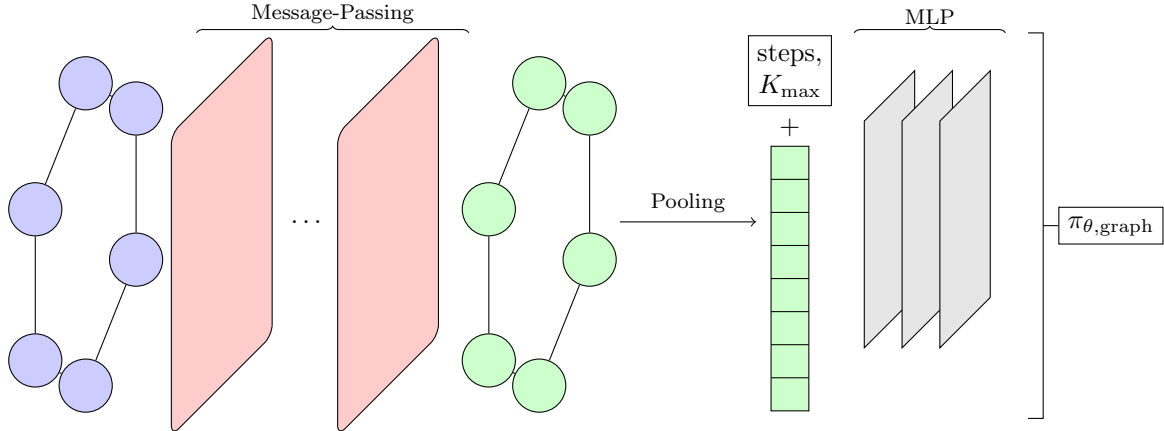 Message-Passing
MLP
steps,
K_max
+
. . .
Pooling
π_θ,graph